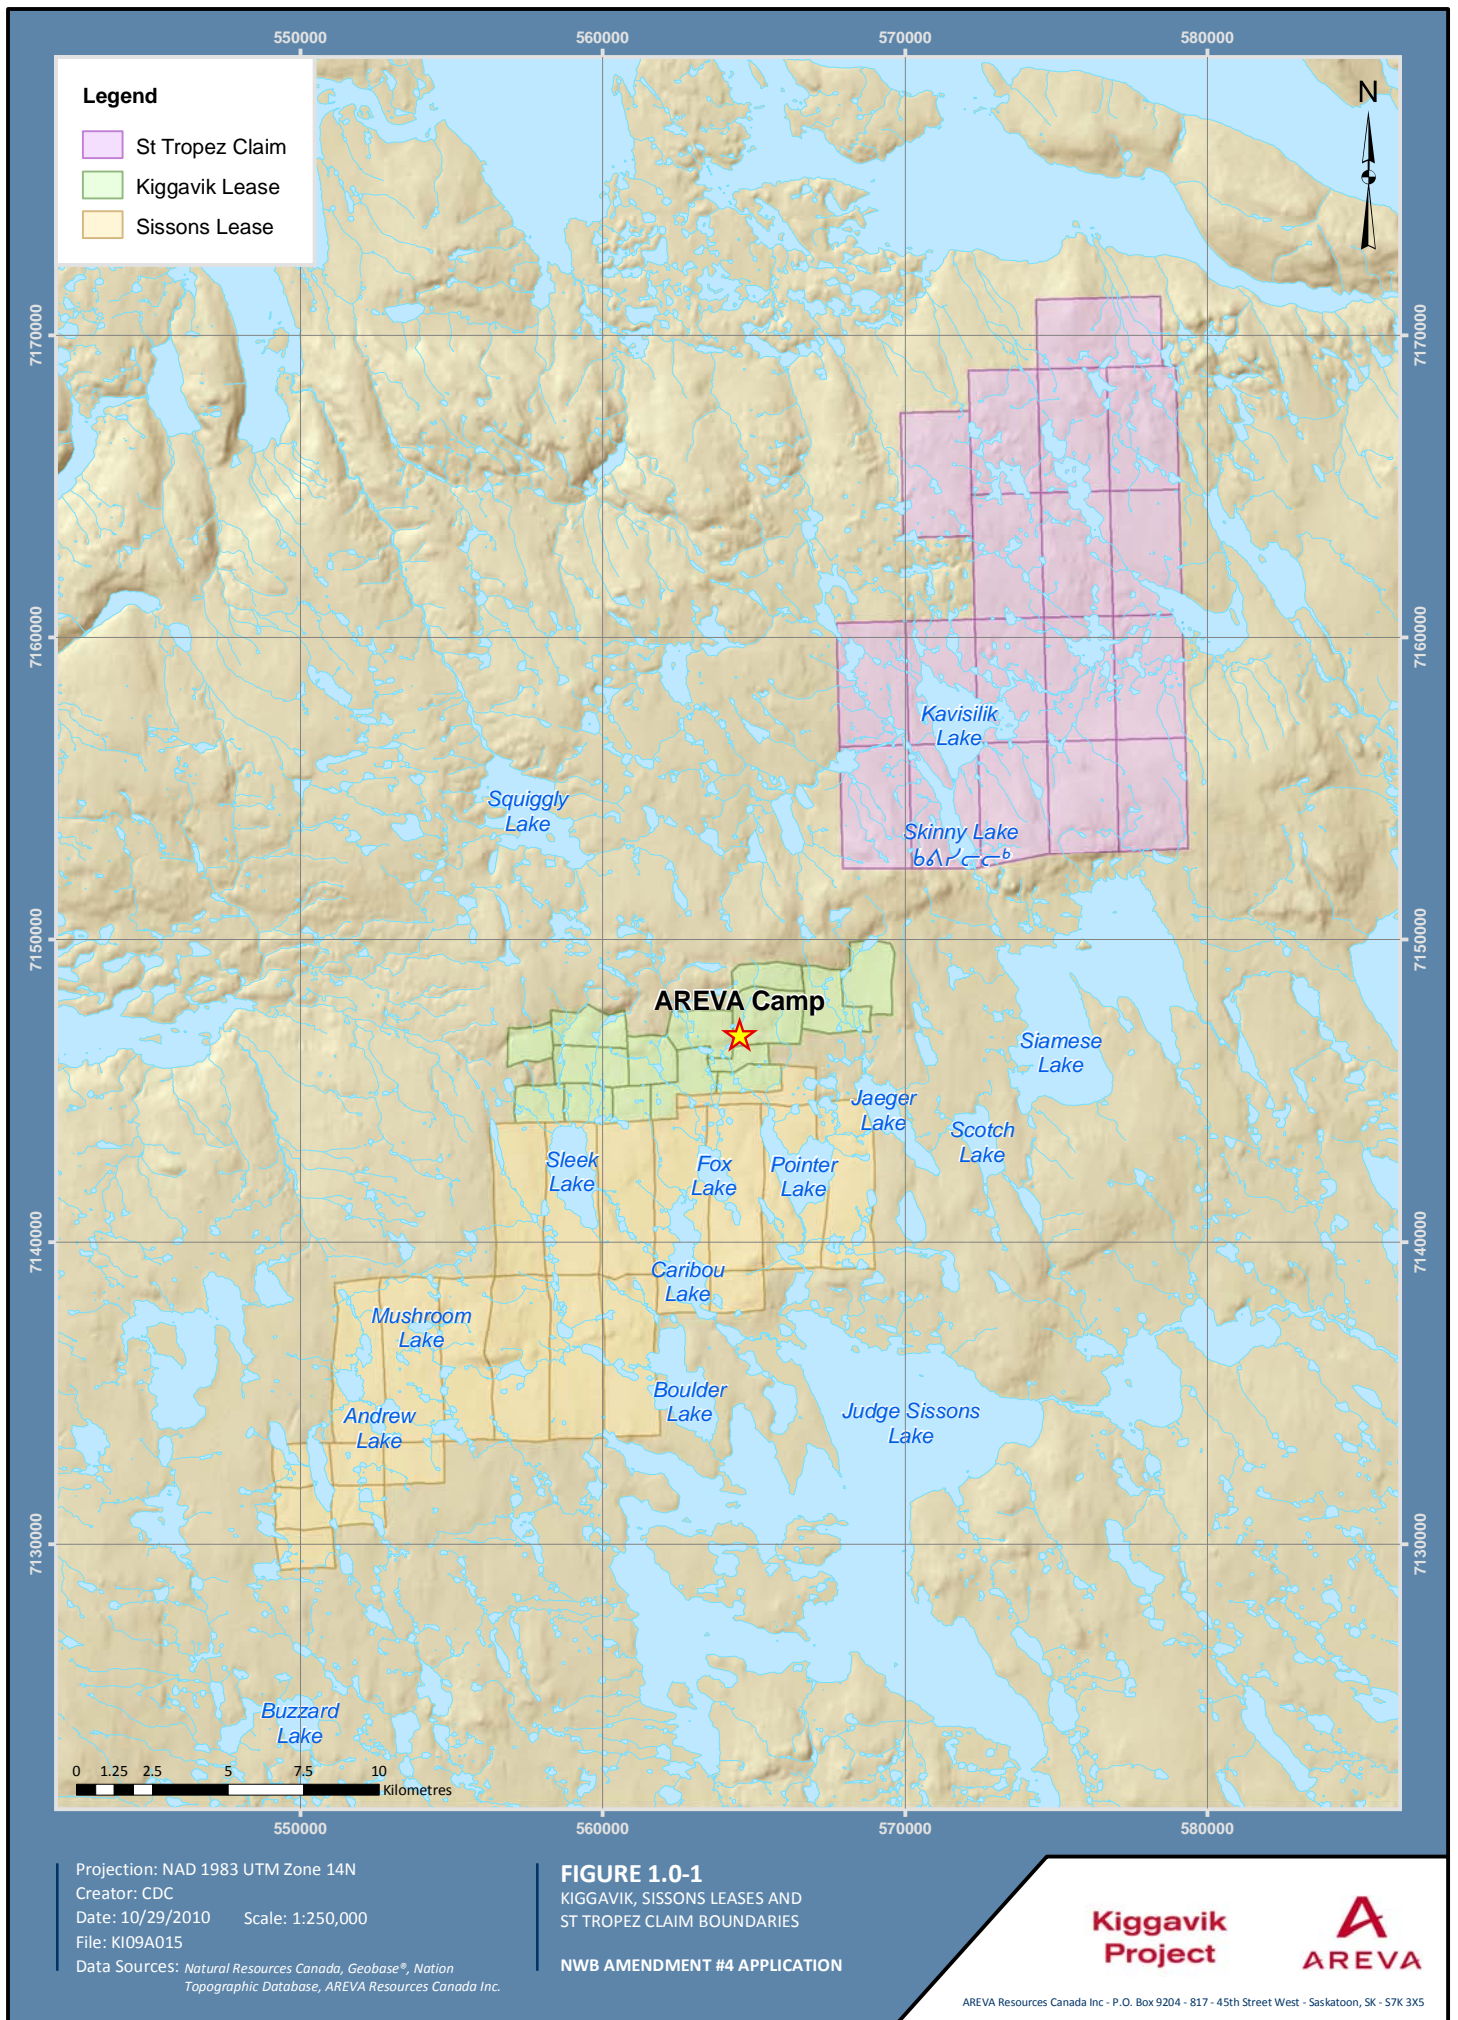 550000
560000
570000
580000
Legend
St Tropez Claim
Kiggavik Lease
Sissons Lease
N
7170000
7170000
7160000
7160000
Kavisilik
Lake
Squiggly
Lake
Skinny Lake
ᑲᐱᓯᓕᓕᒃ
7150000
7150000
AREVA Camp
Siamese
Lake
Jaeger
Lake
Scotch
Lake
Sleek
Lake
Fox
Lake
Pointer
Lake
7140000
7140000
Caribou
Lake
Mushroom
Lake
Boulder
Lake
Judge Sissons
Lake
Andrew
Lake
7130000
7130000
Buzzard
Lake
0 1.25 2.5 5 7.5 10
Kilometres
550000
560000
570000
580000
Projection: NAD 1983 UTM Zone 14N
Creator: CDC
Date: 10/29/2010 Scale: 1:250,000
File: KI09A015
Data Sources: Natural Resources Canada, Geobase®, Nation
Topographic Database, AREVA Resources Canada Inc.
FIGURE 1.0-1
KIGGAVIK, SISSONS LEASES AND
ST TROPEZ CLAIM BOUNDARIES
NWB AMENDMENT #4 APPLICATION
Kiggavik
Project
AREVA
AREVA Resources Canada Inc - P.O. Box 9204 - 817 - 45th Street West - Saskatoon, SK - S7K 3X5